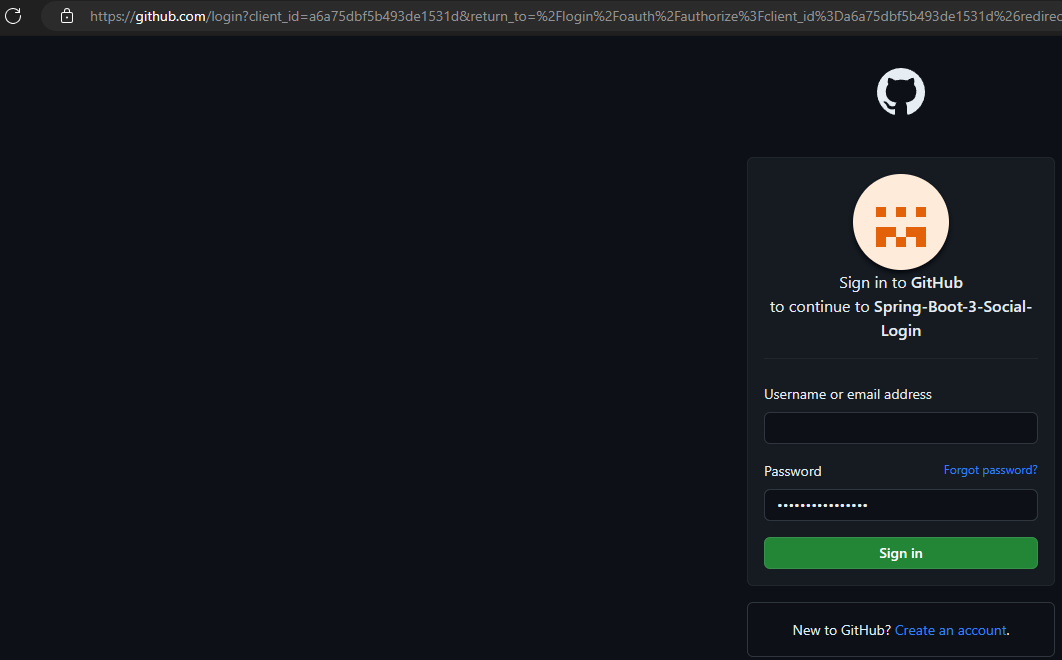 https://github.com/login?client_id=a6a75dbf5b493de1531d&return_to=%2Flogin%2Foauth%2Fauthorize%3Fclient_id%3Da6a75dbf5b493de1531d%26redirec
Sign in to GitHub
to continue to Spring-Boot-3-Social-
Login
Username or email address
Password
Forgot password?
Sign in
New to GitHub? Create an account.